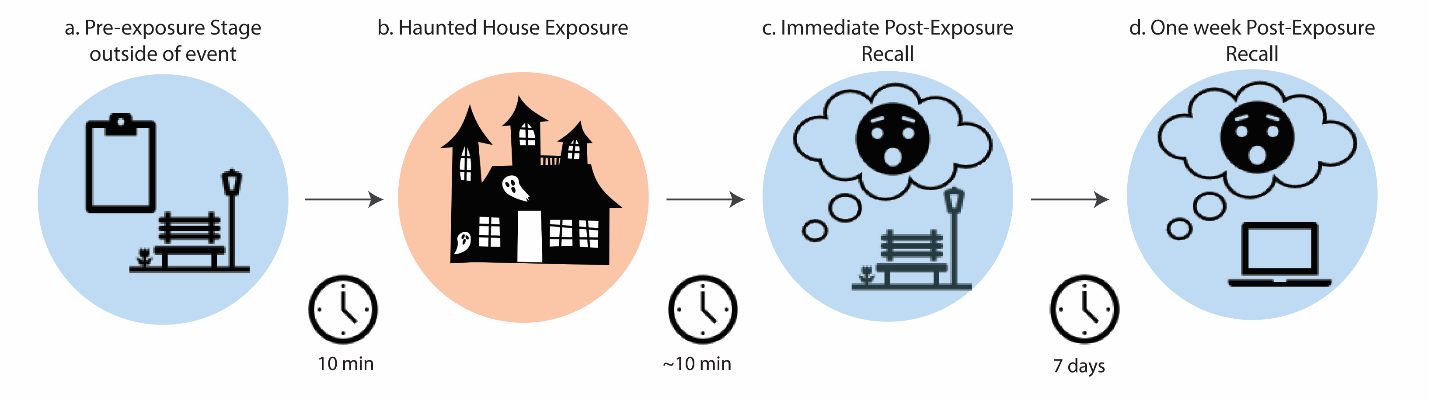 a. Pre-exposure Stage
outside of event
b. Haunted House Exposure
c. Immediate Post-Exposure
Recall
d. One week Post-Exposure
Recall
10 min
~10 min
7 days